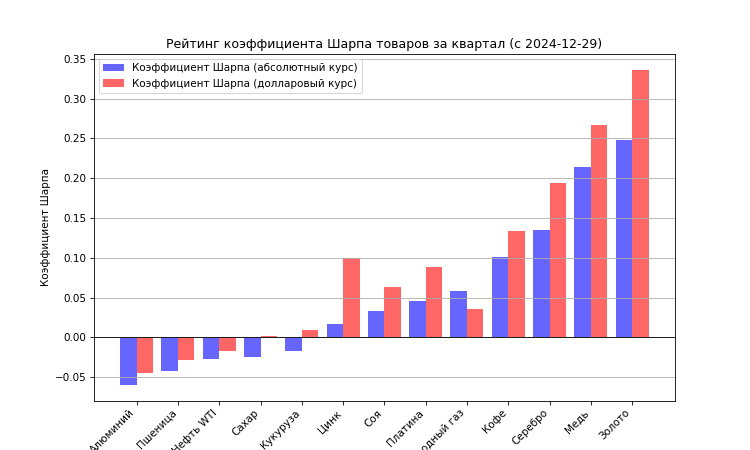 Рейтинг коэффициента Шарпа товаров за квартал (с 2024-12-29)
Коэффициент Шарпа (абсолютный курс)
Коэффициент Шарпа (долларовый курс)
Коэффициент Шарпа
0.35
0.30
0.25
0.20
0.15
0.10
0.05
0.00
−0.05
Алюминий
Пшеница
Нефть WTI
Сахар
Кукуруза
Цинк
Соя
Платина
газ
Кофе
Серебро
Медь
Золото